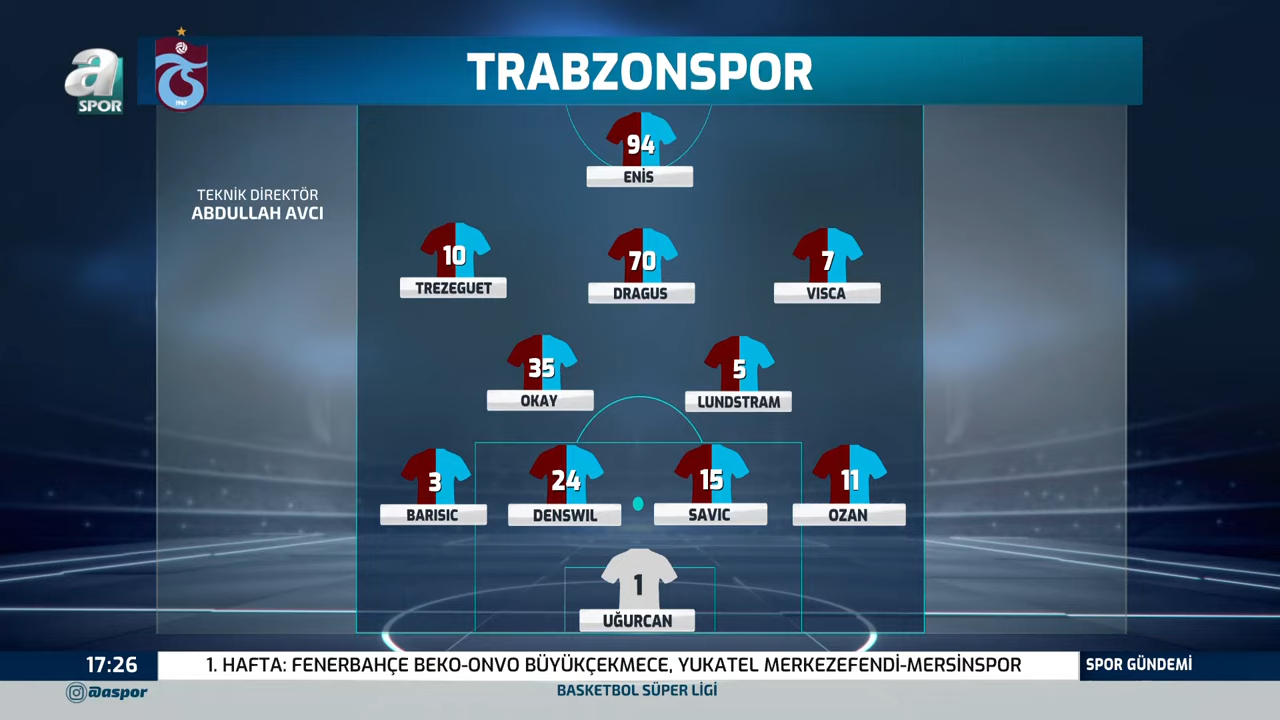 a
SPOR
1967
TRABZONSPOR
TEKNİK DİREKTÖR
ABDULLAH AVCI
94
ENİS
10
TREZEGUET
70
DRAGUS
7
VISCA
35
OKAY
5
LUNDSTRAM
3
BARISIC
24
DENSWIL
15
SAVIC
11
OZAN
1
UĞURCAN
17:26
1. HAFTA: FENERBAHÇE BEKO-ONVO BÜYÜKÇEKMECE, YUKATEL MERKEZEFENDİ-MERSİNSPOR
SPOR GÜNDEMİ
@aspor
BASKETBOL SÜPER LİGİ